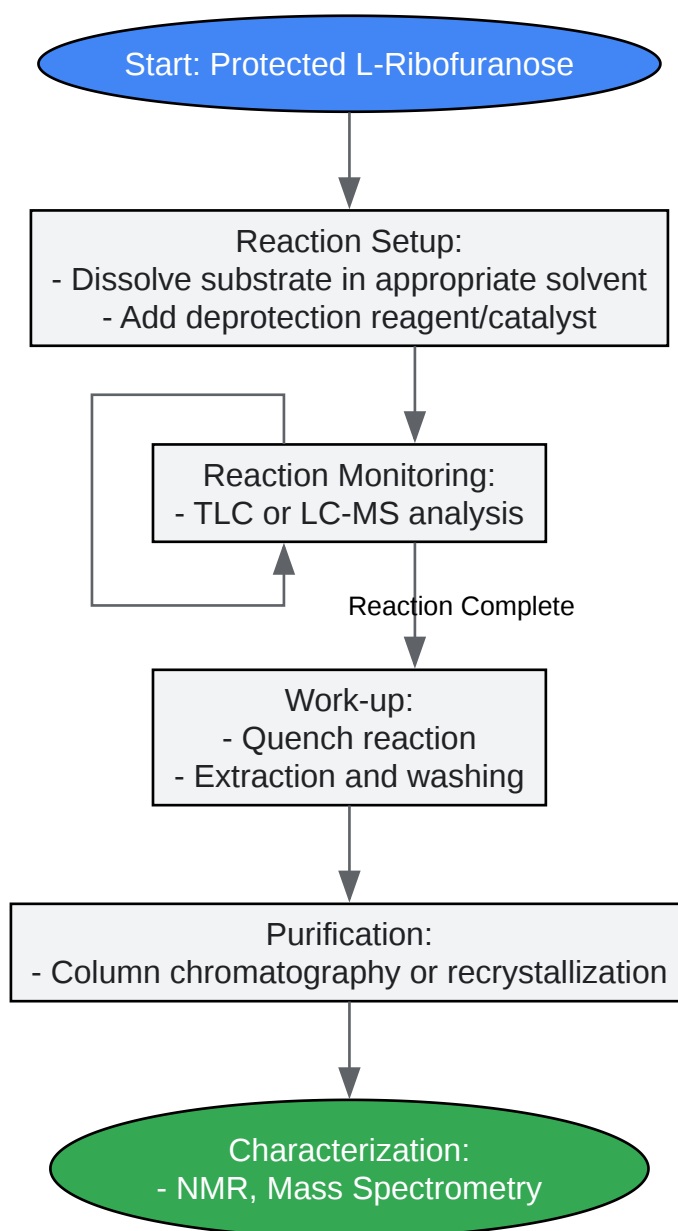 Start: Protected L-Ribofuranose
Reaction Setup:
- Dissolve substrate in appropriate solvent
- Add deprotection reagent/catalyst
Reaction Monitoring:
- TLC or LC-MS analysis
Reaction Complete
Work-up:
- Quench reaction
- Extraction and washing
Purification:
- Column chromatography or recrystallization
Characterization:
- NMR, Mass Spectrometry